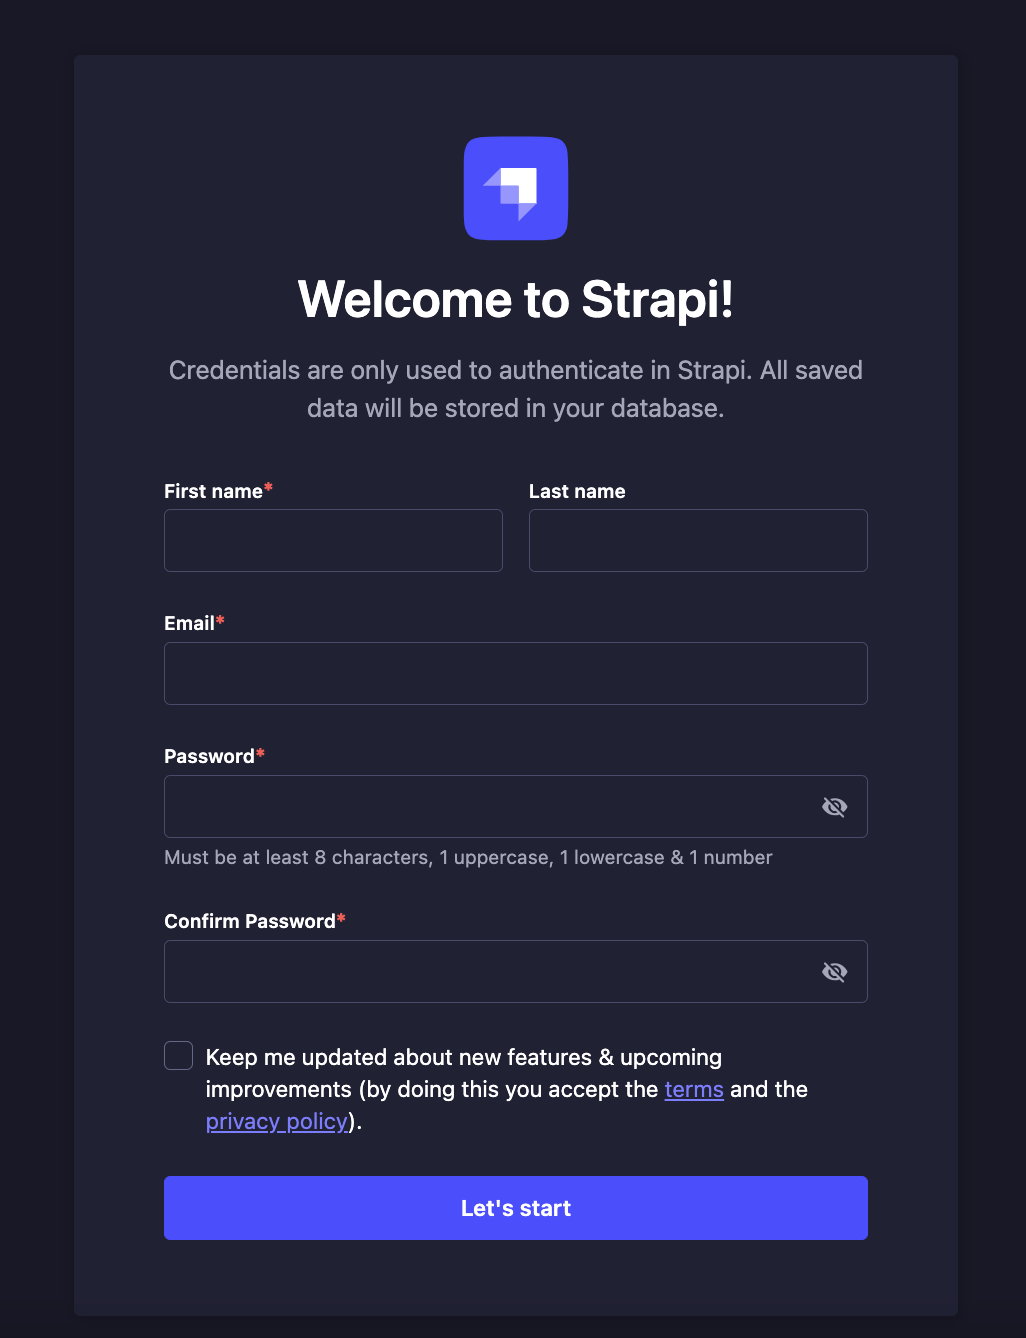 Welcome to Strapi!
Credentials are only used to authenticate in Strapi. All saved
data will be stored in your database.
First name*
Last name
Email*
Password*
Must be at least 8 characters, 1 uppercase, 1 lowercase & 1 number
Confirm Password*
Keep me updated about new features & upcoming
improvements (by doing this you accept the terms and the
privacy policy).
Let's start